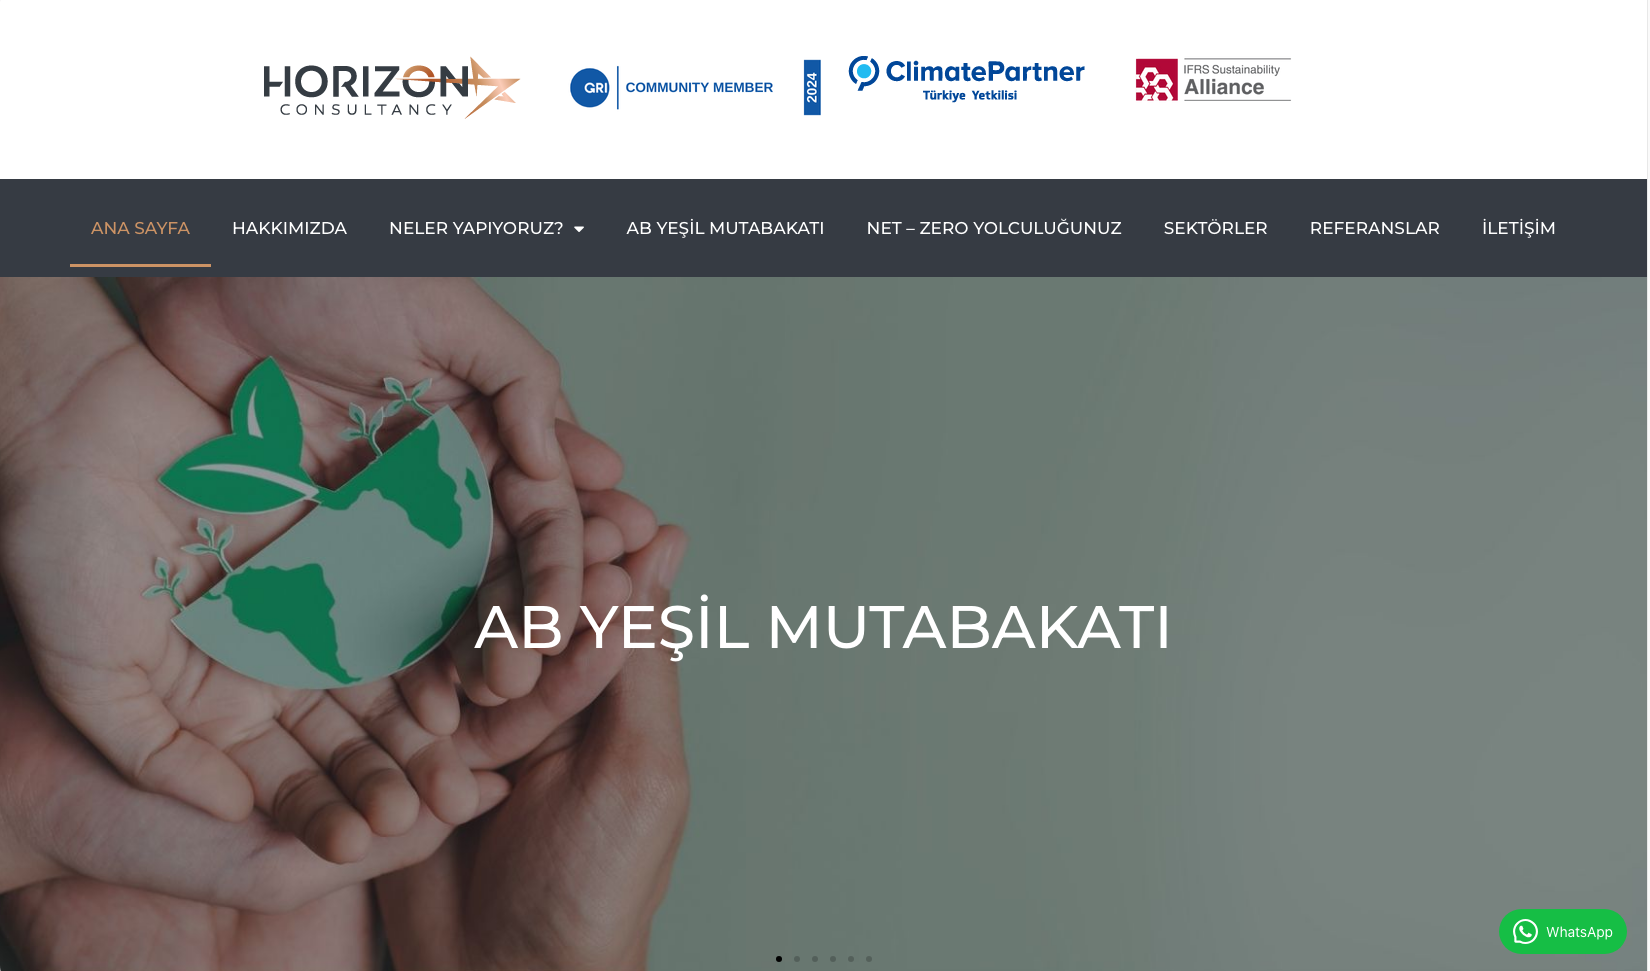 HORIZON
CONSULTANCY
GRI
COMMUNITY MEMBER
2024
ClimatePartner
Türkiye Yetkilisi
IFRS Sustainability
Alliance
ANA SAYFA
HAKKIMIZDA
NELER YAPIYORUZ?
AB YEŞİL MUTABAKATI
NET – ZERO YOLCULUĞUNUZ
SEKTÖRLER
REFERANSLAR
İLETİŞİM
AB YEŞİL MUTABAKATI
WhatsApp